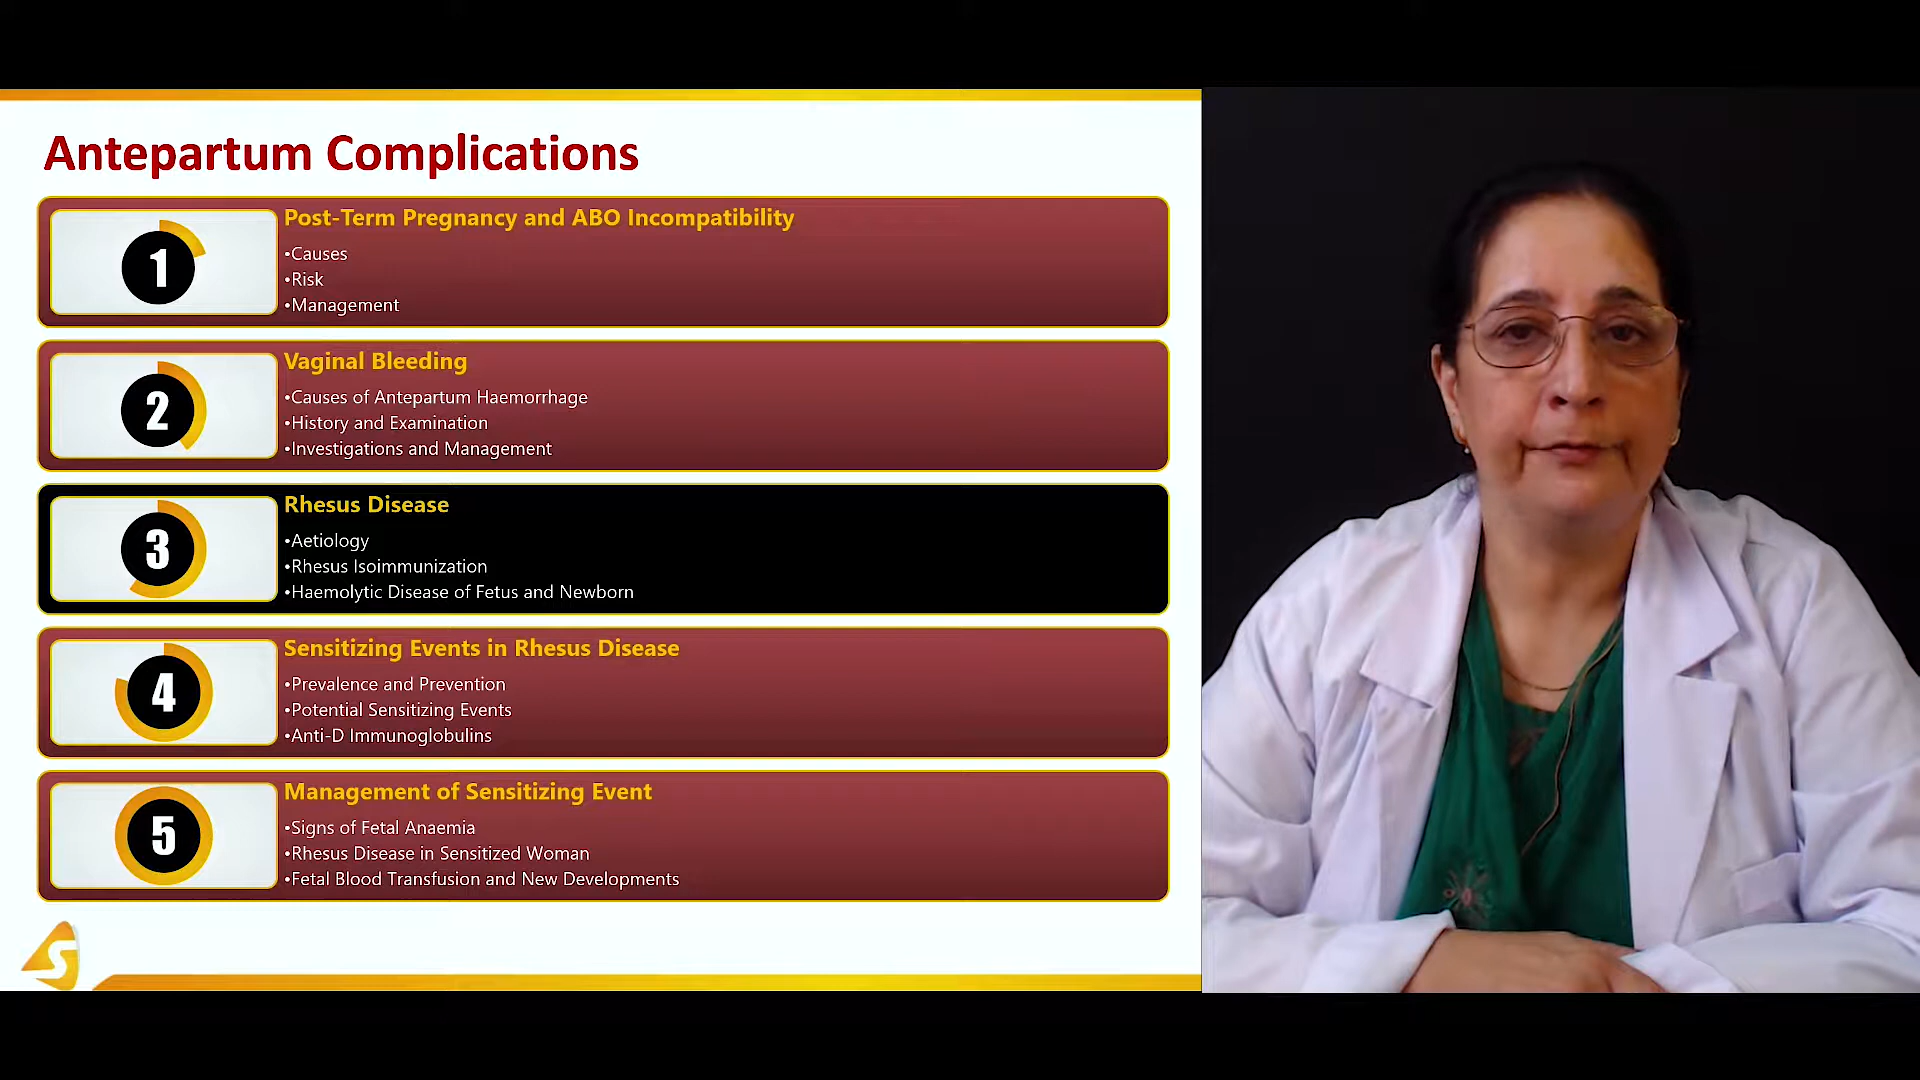 Antepartum Complications
1
Post-Term Pregnancy and ABO Incompatibility
•Causes
•Risk
•Management
2
Vaginal Bleeding
•Causes of Antepartum Haemorrhage
•History and Examination
•Investigations and Management
3
Rhesus Disease
•Aetiology
•Rhesus Isoimmunization
•Haemolytic Disease of Fetus and Newborn
4
Sensitizing Events in Rhesus Disease
•Prevalence and Prevention
•Potential Sensitizing Events
•Anti-D Immunoglobulins
5
Management of Sensitizing Event
•Signs of Fetal Anaemia
•Rhesus Disease in Sensitized Woman
•Fetal Blood Transfusion and New Developments
S